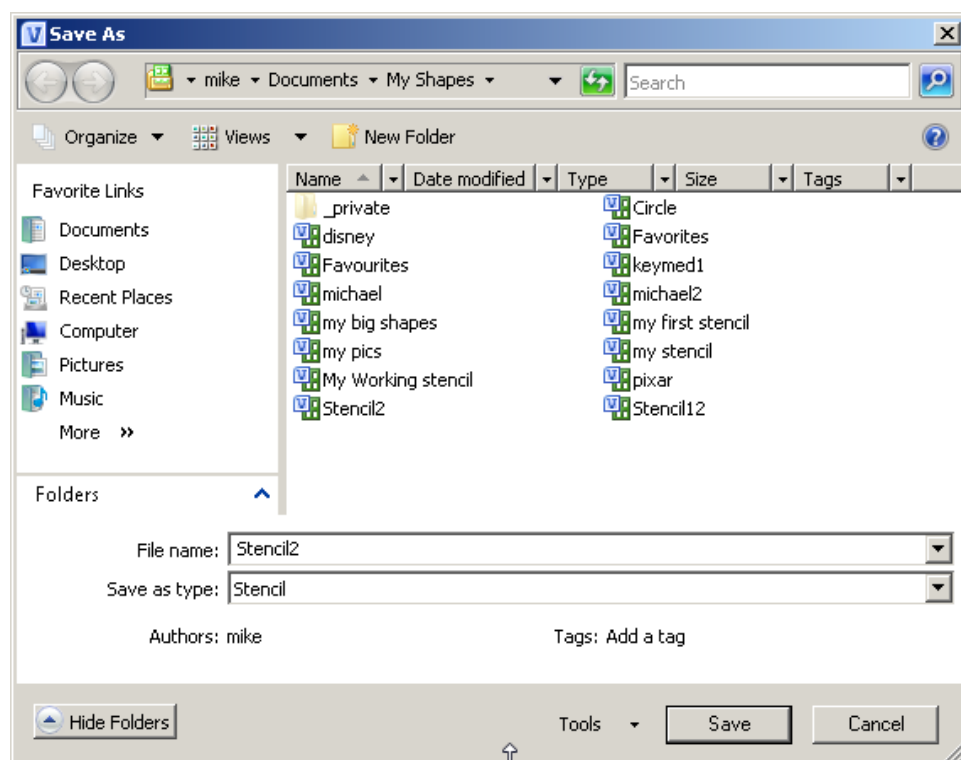 Save As
mike Documents My Shapes Search
Organize Views New Folder
Favorite Links
Documents
Desktop
Recent Places
Computer
Pictures
Music
More »
Folders
Name Date modified Type Size Tags
_private Circle
disney Favorites
Favourites keymed1
michael michael2
my big shapes my first stencil
my pics my stencil
My Working stencil pixar
Stencil2 Stencil12
File name: Stencil2
Save as type: Stencil
Authors: mike Tags: Add a tag
Hide Folders Tools Save Cancel